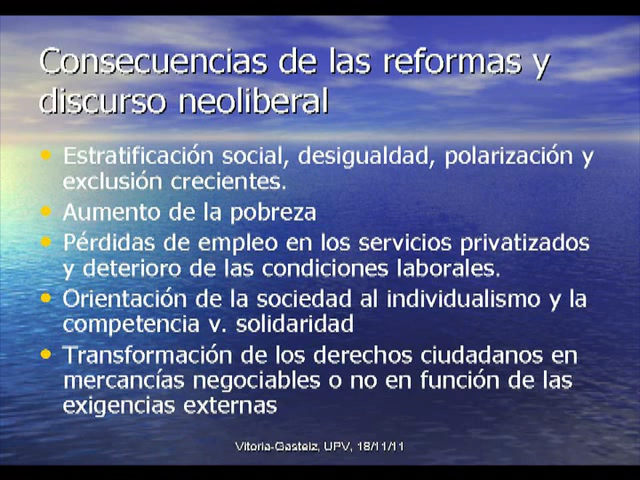 Consecuencias de las reformas y
discurso neoliberal
• Estratificación social, desigualdad, polarización y
exclusión crecientes.
• Aumento de la pobreza
• Pérdidas de empleo en los servicios privatizados
y deterioro de las condiciones laborales.
• Orientación de la sociedad al individualismo y la
competencia v. solidaridad
• Transformación de los derechos ciudadanos en
mercancías negociables o no en función de las
exigencias externas
Vitoria-Gasteiz, UPV, 18/11/11